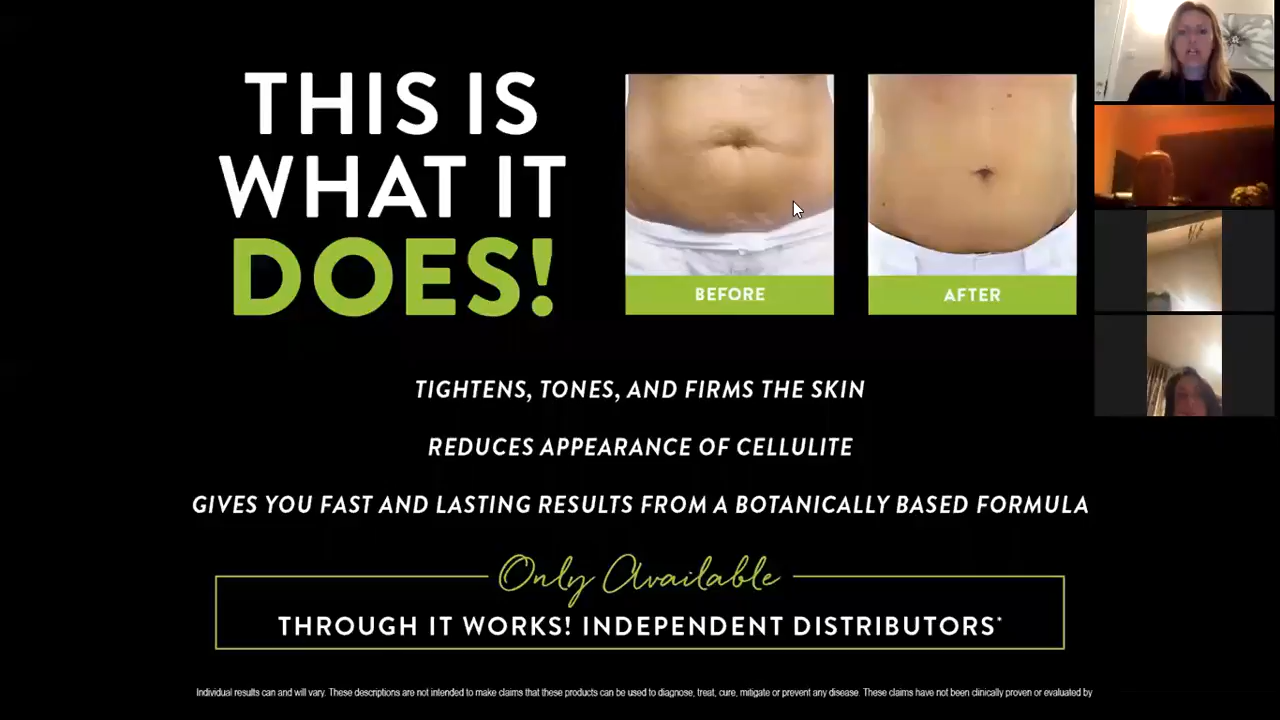 THIS IS
WHAT IT
DOES!
BEFORE
AFTER
TIGHTENS, TONES, AND FIRMS THE SKIN
REDUCES APPEARANCE OF CELLULITE
GIVES YOU FAST AND LASTING RESULTS FROM A BOTANICALLY BASED FORMULA
Only Available
THROUGH IT WORKS! INDEPENDENT DISTRIBUTORS*
Individual results can and will vary. These descriptions are not intended to make claims that these products can be used to diagnose, treat, cure, mitigate or prevent any disease. These claims have not been clinically proven or evaluated by